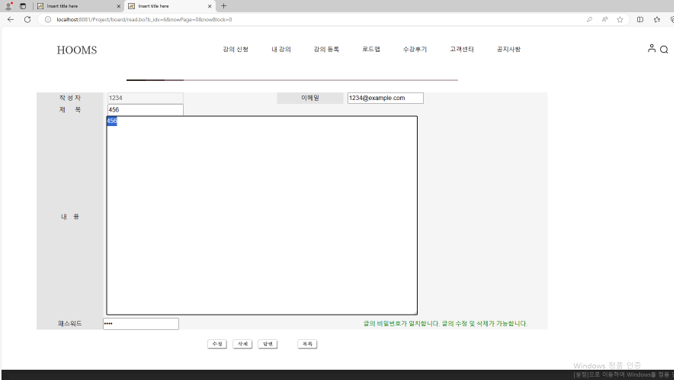 Insert title here
Insert title here
localhost:8081/Project/board/read.bo?b_idx=6&nowPage=0&nowBlock=0
HOOMS
강의 신청
내 강의
강의 등록
로드맵
수강후기
고객센터
공지사항
작 성 자
1234
이메일
1234@example.com
제 목
456
456
내 용
패스워드
••••
글의 비밀번호가 일치합니다. 글의 수정 및 삭제가 가능합니다.
수정
삭제
답변
목록
Windows 정품 인증
[설정]으로 이동하여 Windows를 정품